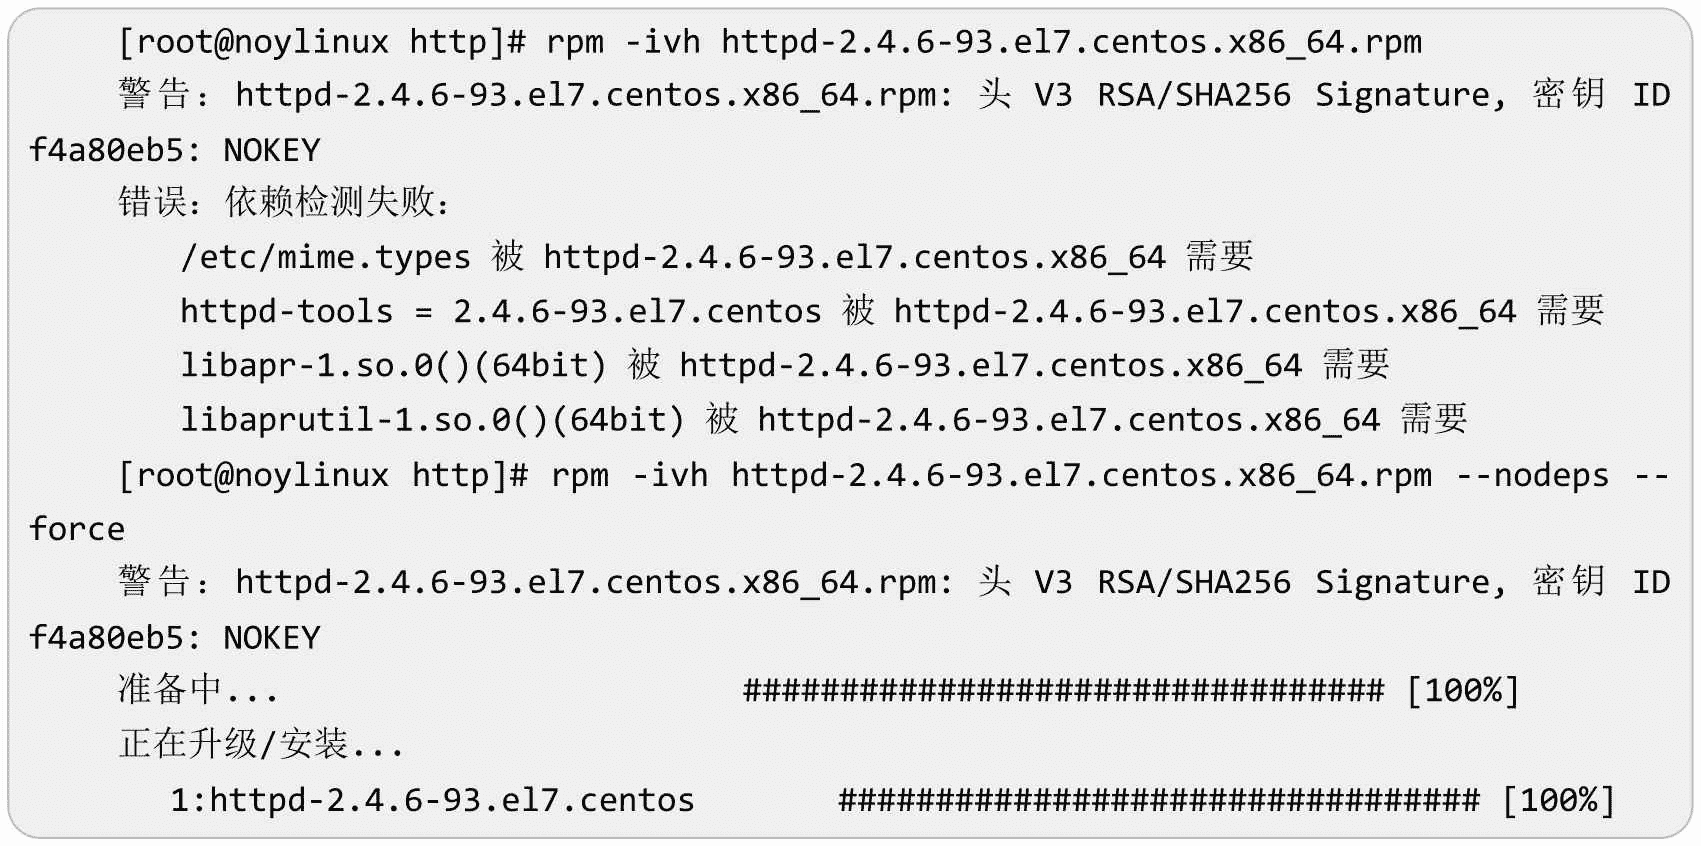 [root@noylinux http]# rpm -ivh httpd-2.4.6-93.el7.centos.x86_64.rpm
警告：httpd-2.4.6-93.el7.centos.x86_64.rpm: 头 V3 RSA/SHA256 Signature, 密钥 ID
f4a80eb5: NOKEY
错误：依赖检测失败：
/etc/mime.types 被 httpd-2.4.6-93.el7.centos.x86_64 需要
httpd-tools = 2.4.6-93.el7.centos 被 httpd-2.4.6-93.el7.centos.x86_64 需要
libapr-1.so.0()(64bit) 被 httpd-2.4.6-93.el7.centos.x86_64 需要
libaprutil-1.so.0()(64bit) 被 httpd-2.4.6-93.el7.centos.x86_64 需要
[root@noylinux http]# rpm -ivh httpd-2.4.6-93.el7.centos.x86_64.rpm --nodeps --
force
警告：httpd-2.4.6-93.el7.centos.x86_64.rpm: 头 V3 RSA/SHA256 Signature, 密钥 ID
f4a80eb5: NOKEY
准备中... ################################# [100%]
正在升级/安装...
1:httpd-2.4.6-93.el7.centos ################################# [100%]